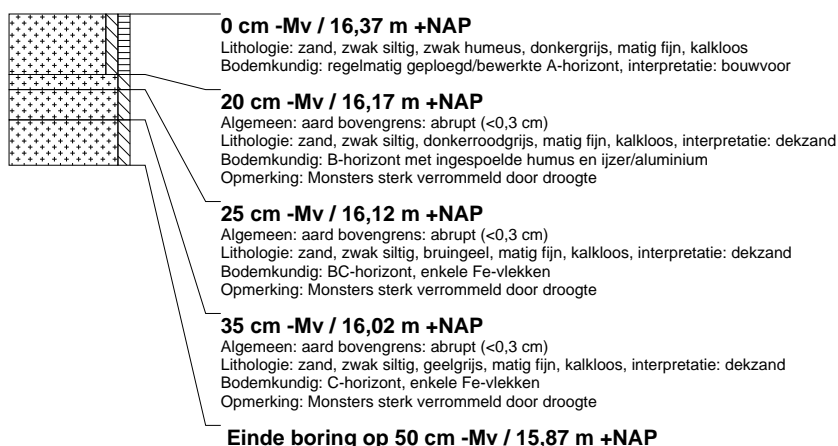 0 cm -Mv / 16,37 m +NAP
Lithologie: zand, zwak siltig, zwak humeus, donkergrijs, matig fijn, kalkloos
Bodemkundig: regelmatig geploegd/bewerkte A-horizont, interpretatie: bouwvoor
20 cm -Mv / 16,17 m +NAP
Algemeen: aard bovengrens: abrupt (<0,3 cm)
Lithologie: zand, zwak siltig, donkerroodgrijs, matig fijn, kalkloos, interpretatie: dekzand
Bodemkundig: B-horizont met ingespoelde humus en ijzer/aluminium
Opmerking: Monsters sterk verrommeld door droogte
25 cm -Mv / 16,12 m +NAP
Algemeen: aard bovengrens: abrupt (<0,3 cm)
Lithologie: zand, zwak siltig, bruingeel, matig fijn, kalkloos, interpretatie: dekzand
Bodemkundig: BC-horizont, enkele Fe-vlekken
Opmerking: Monsters sterk verrommeld door droogte
35 cm -Mv / 16,02 m +NAP
Algemeen: aard bovengrens: abrupt (<0,3 cm)
Lithologie: zand, zwak siltig, geelgrijs, matig fijn, kalkloos, interpretatie: dekzand
Bodemkundig: C-horizont, enkele Fe-vlekken
Opmerking: Monsters sterk verrommeld door droogte
Einde boring op 50 cm -Mv / 15,87 m +NAP